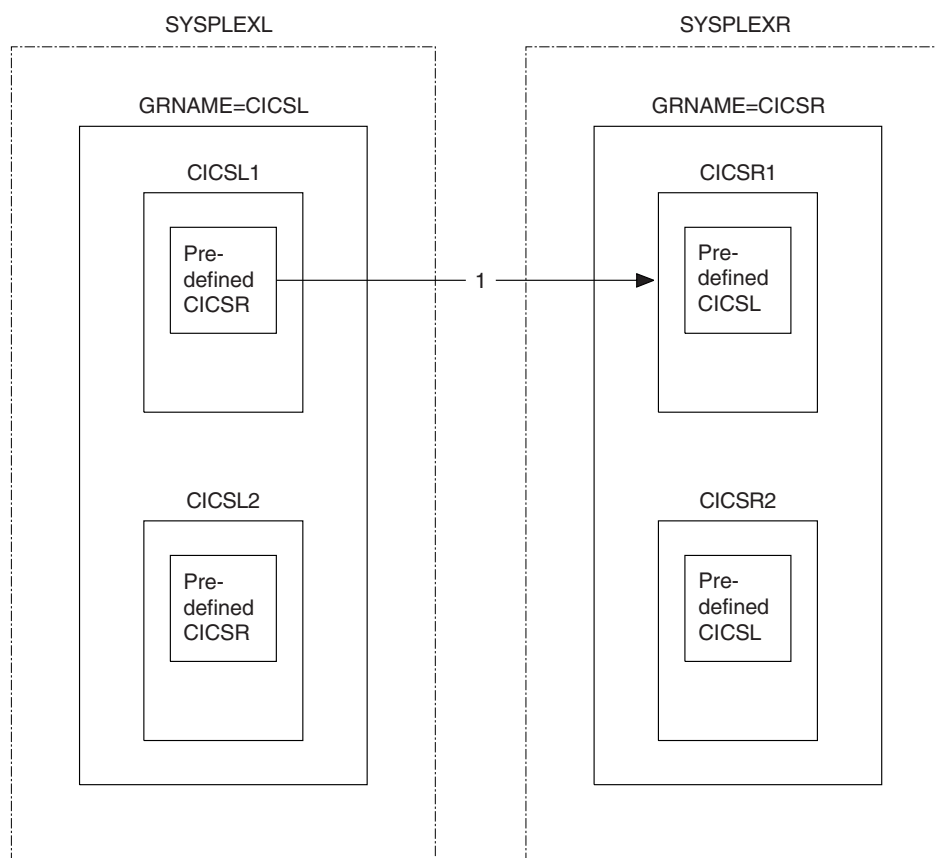 SYSPLEXL
SYSPLEXR
GRNAME=CICSL
GRNAME=CICSR
CICSL1
CICSR1
Pre-
defined
CICSR
1
Pre-
defined
CICSL
CICSL2
CICSR2
Pre-
defined
CICSR
Pre-
defined
CICSL